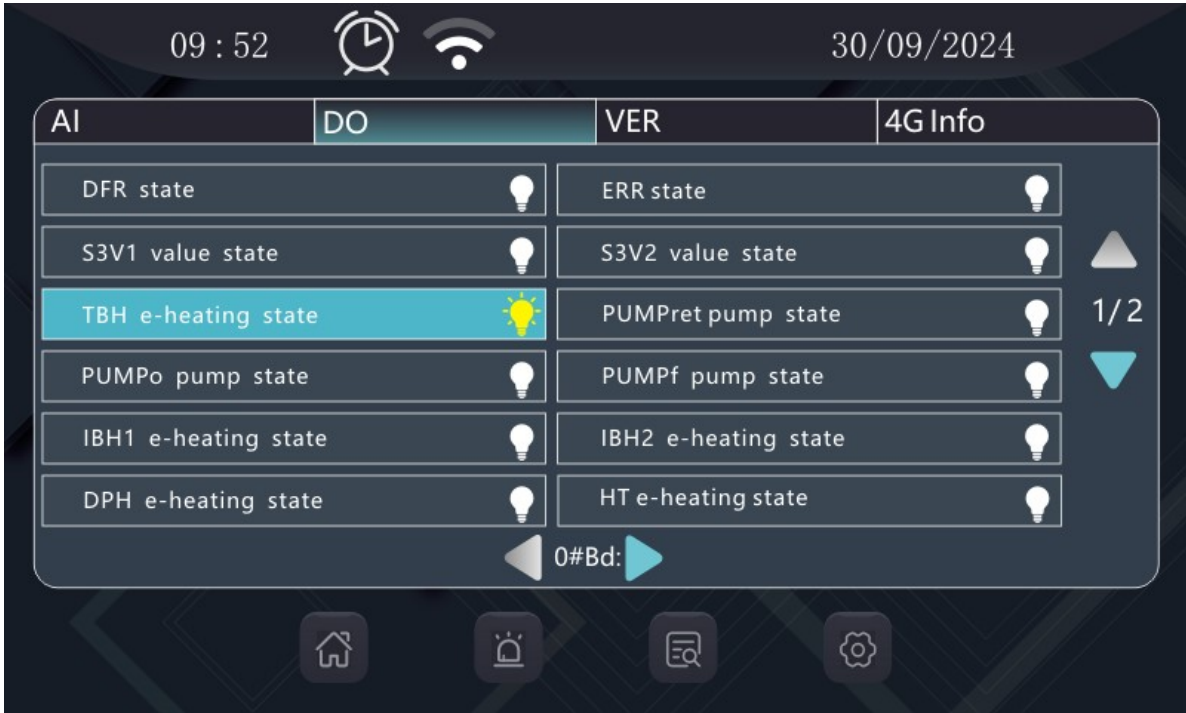 09 : 52
30/09/2024
AI
DO
VER
4G Info
DFR state
ERR state
S3V1 value state
S3V2 value state
TBH e-heating state
PUMPret pump state
1/2
PUMPo pump state
PUMPf pump state
IBH1 e-heating state
IBH2 e-heating state
DPH e-heating state
HT e-heating state
0#Bd: